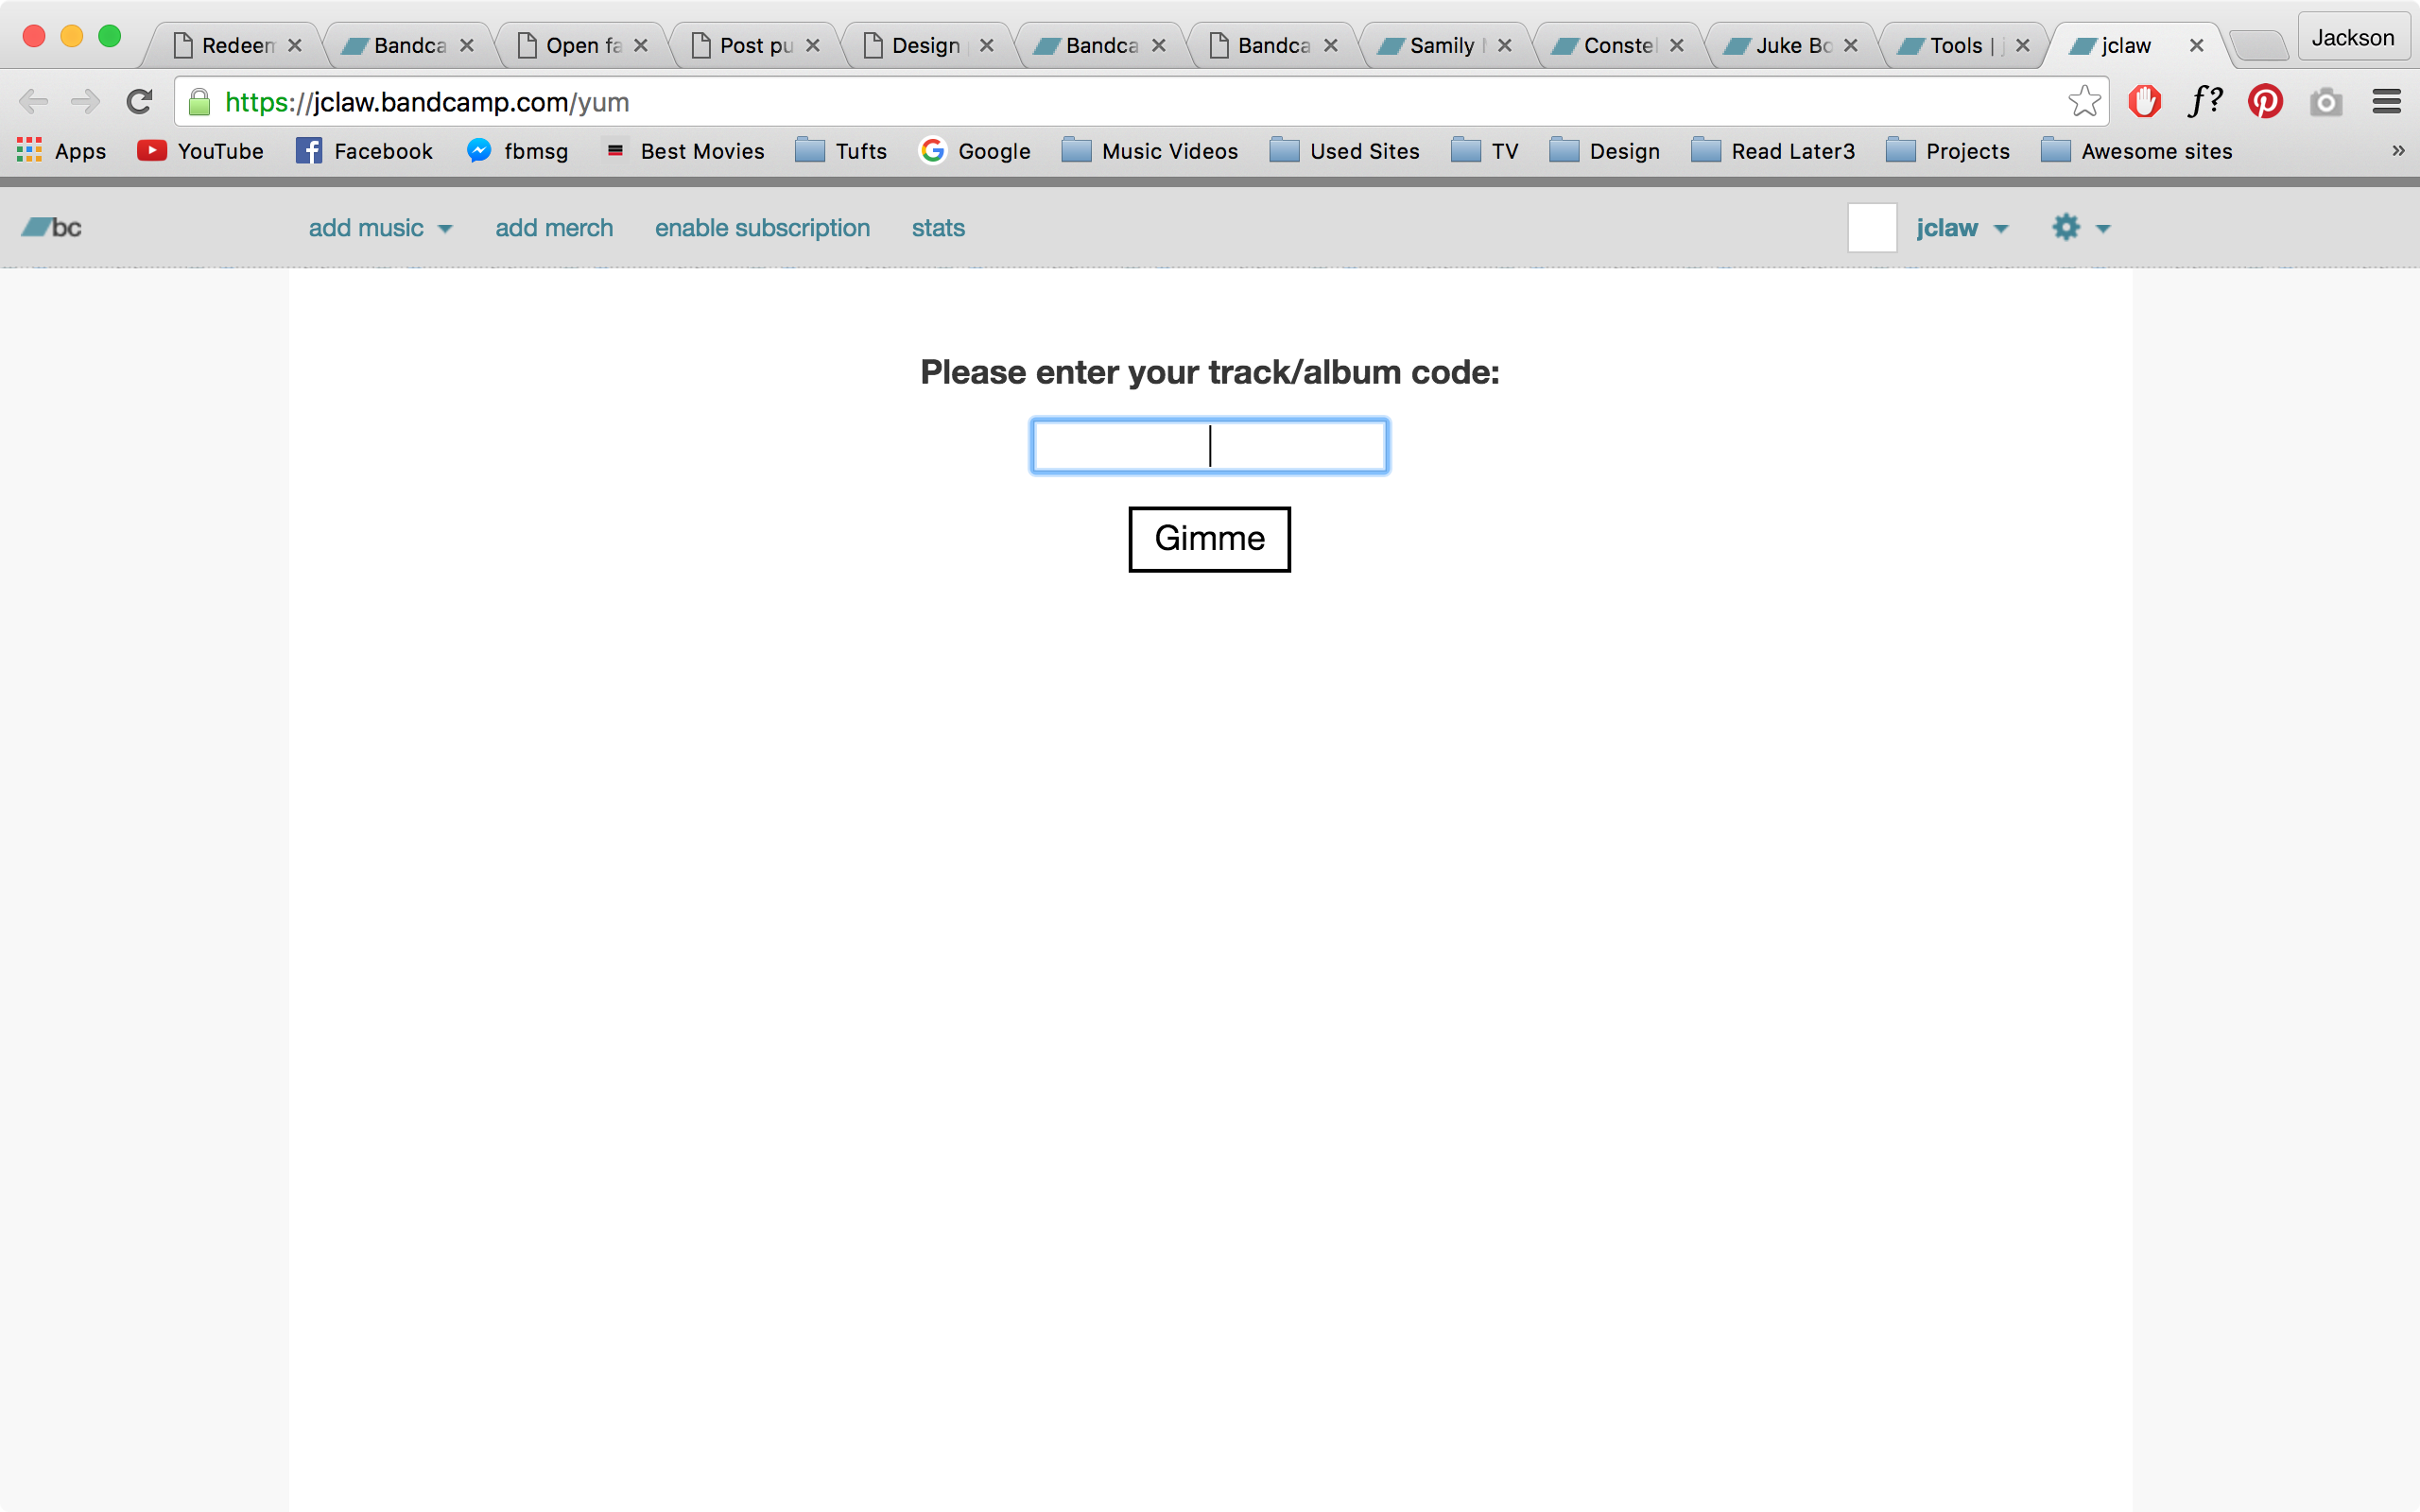 Redeem Bandca Open fa Post pu Design Bandca Bandca Samily Constel Juke Bo Tools | jclaw Jackson
https://jclaw.bandcamp.com/yum f?
Apps YouTube Facebook fbmsg Best Movies Tufts Google Music Videos Used Sites TV Design Read Later3 Projects Awesome sites »
bc add music add merch enable subscription stats jclaw
Please enter your track/album code:
Gimme